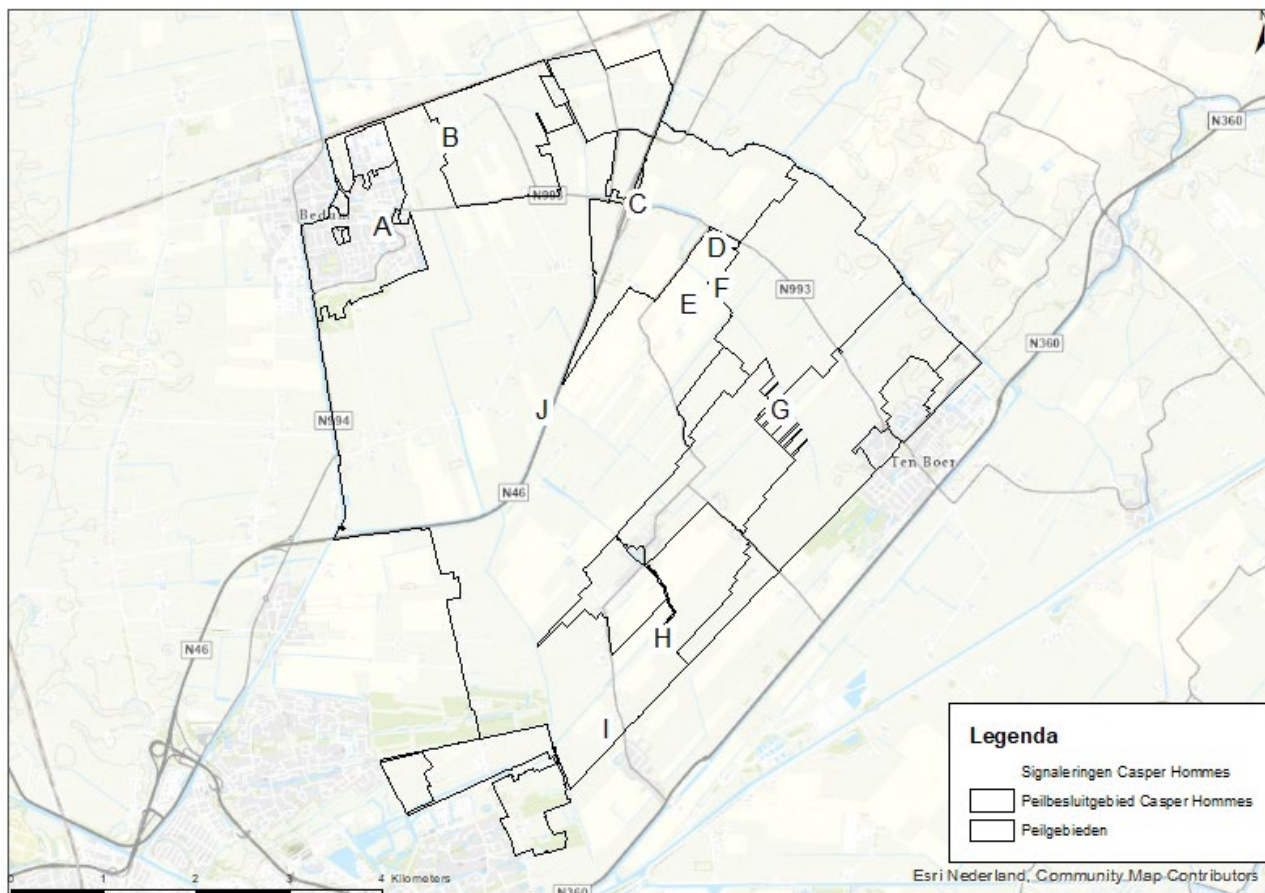 N360
B
N993
C
Bedum
A
D
F
N993
E
N360
J
G
N994
Ten Boer
N46
H
N46
I
Legenda
Signaleringen Casper Hommes
Peilbesluitgebied Casper Hommes
Peilgebieden
0 1 2 3 4 Kilometers
N360
Esri Nederland, Community Map Contributors